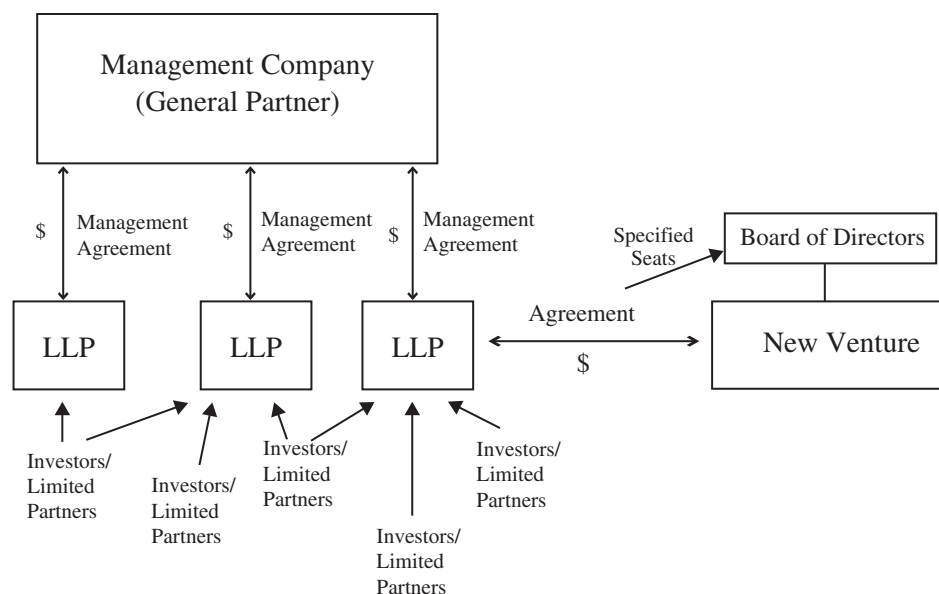 Management Company
(General Partner)
$
Management
Agreement
$
Management
Agreement
$
Management
Agreement
Specified
Seats
Board of Directors
LLP
LLP
LLP
Agreement
$
New Venture
Investors/
Limited
Partners
Investors/
Limited
Partners
Investors/
Limited
Partners
Investors/
Limited
Partners
Investors/
Limited
Partners